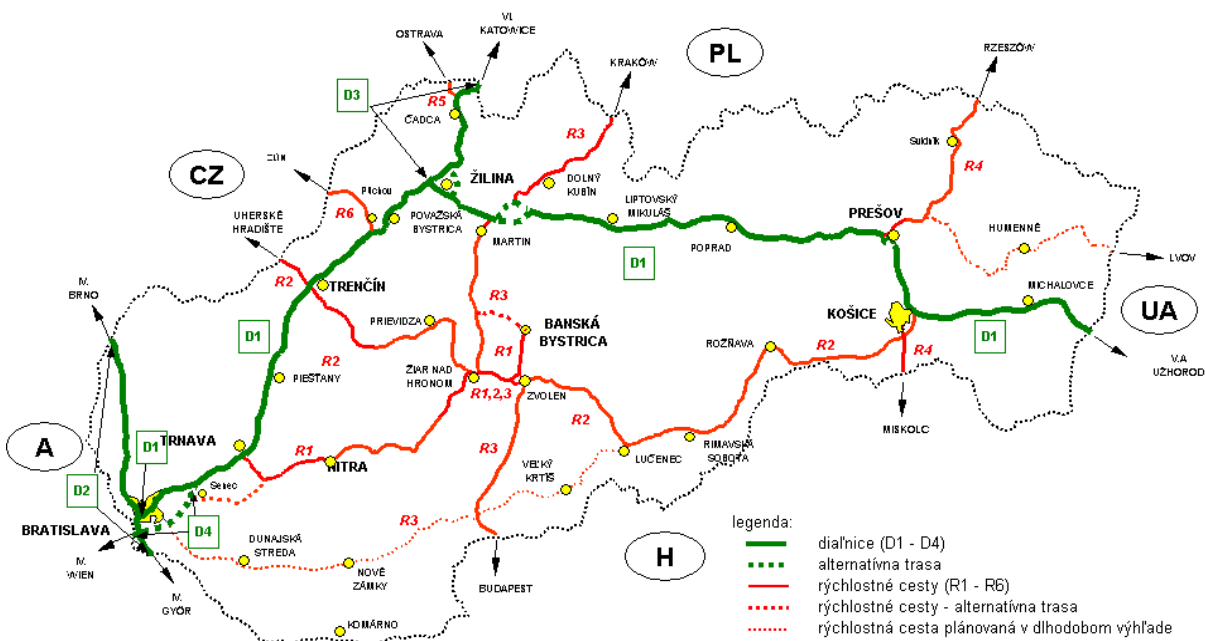 VI.
KATOWICE
OSTRAVA
PL
KRAKÓW
RZESZÓW
D3
R5
ČADCA
R3
Svidník
R4
CZ
ZLÍN
Púchov
ŽILINA
DOLNÝ
KUBÍN
LIPTOVSKÝ
MIKULÁŠ
PREŠOV
R6
POVAŽSKÁ
BYSTRICA
UHERSKÉ
HRADIŠTE
MARTIN
POPRAD
HUMENNÉ
D1
LVOV
R2
TRENČÍN
IV.
BRNO
R3
MICHALOVCE
UA
KOŠICE
D1
PRIEVIDZA
BANSKÁ
BYSTRICA
D1
R2
R1
ROŽŇAVA
R2
R4
V.A
UŽHOROD
PIEŠŤANY
ŽIAR NAD
HRONOM
R1,2,3
ZVOLEN
R2
MISKOLC
A
D1
TRNAVA
R1
NITRA
R3
LUČENEC
RIMAVSKÁ
SOBOTA
VEĽKÝ
KRTÍŠ
D2
Senec
BRATISLAVA
D4
R3
IV.
WIEN
DUNAJSKÁ
STREDA
NOVÉ
ZÁMKY
H
IV.
GYÖR
BUDAPEST
KOMÁRNO
legenda:
diaľnice (D1 - D4)
alternatívna trasa
rýchlostné cesty (R1 - R6)
rýchlostné cesty - alternatívna trasa
rýchlostná cesta plánovaná v dlhodobom výhľade